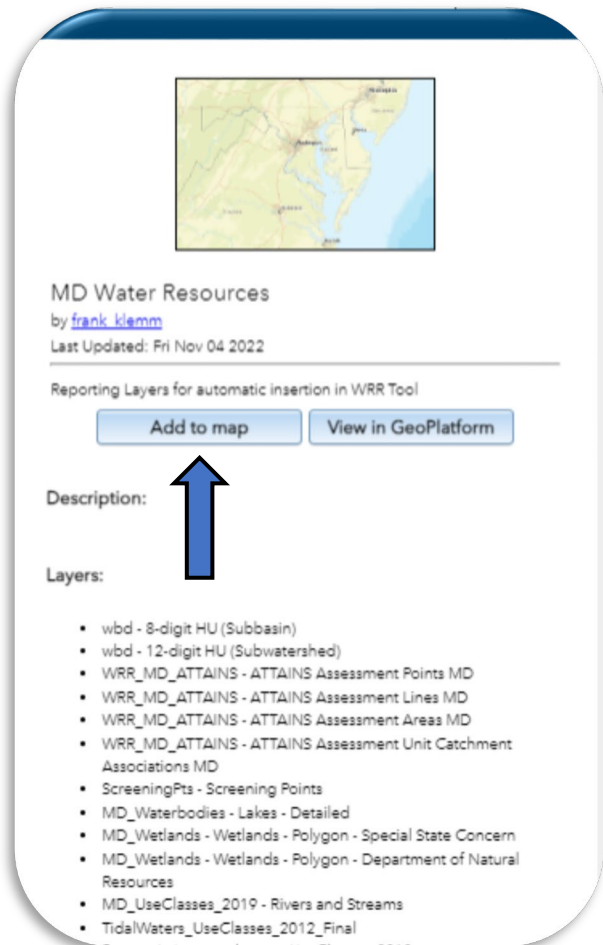 MD Water Resources
by frank_klemm
Last Updated: Fri Nov 04 2022
Reporting Layers for automatic insertion in WRR Tool
Add to map
View in GeoPlatform
Description:
Layers:
• wbd - 8-digit HU (Subbasin)
• wbd - 12-digit HU (Subwatershed)
• WRR_MD_ATTAINS - ATTAINS Assessment Points MD
• WRR_MD_ATTAINS - ATTAINS Assessment Lines MD
• WRR_MD_ATTAINS - ATTAINS Assessment Areas MD
• WRR_MD_ATTAINS - ATTAINS Assessment Unit Catchment
Associations MD
• ScreeningPts - Screening Points
• MD_Waterbodies - Lakes - Detailed
• MD_Wetlands - Wetlands - Polygon - Special State Concern
• MD_Wetlands - Wetlands - Polygon - Department of Natural
Resources
• MD_UseClasses_2019 - Rivers and Streams
• TidalWaters_UseClasses_2012_Final